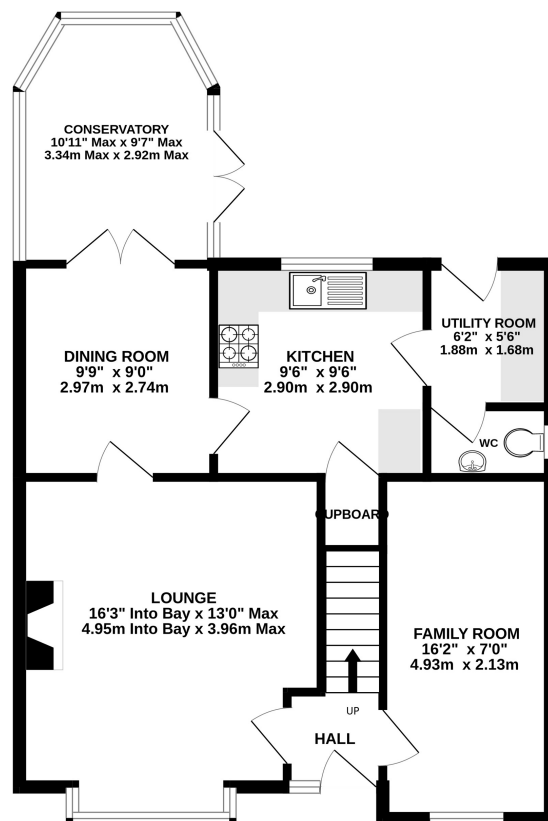 CONSERVATORY
10'11" Max x 9'7" Max
3.34m Max x 2.92m Max
DINING ROOM
9'9" x 9'0"
2.97m x 2.74m
KITCHEN
9'6" x 9'6"
2.90m x 2.90m
UTILITY ROOM
6'2" x 5'6"
1.88m x 1.68m
WC
CUPBOARD
LOUNGE
16'3" Into Bay x 13'0" Max
4.95m Into Bay x 3.96m Max
FAMILY ROOM
16'2" x 7'0"
4.93m x 2.13m
UP
HALL